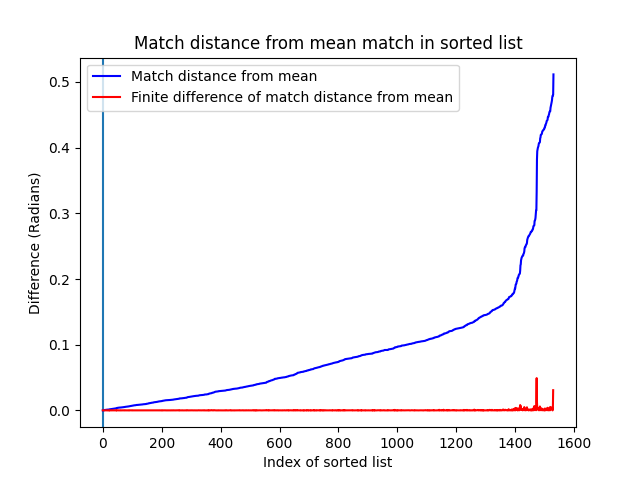 Match distance from mean match in sorted list
Match distance from mean
Finite difference of match distance from mean
Difference (Radians)
0.5
0.4
0.3
0.2
0.1
0.0
0 200 400 600 800 1000 1200 1400 1600
Index of sorted list